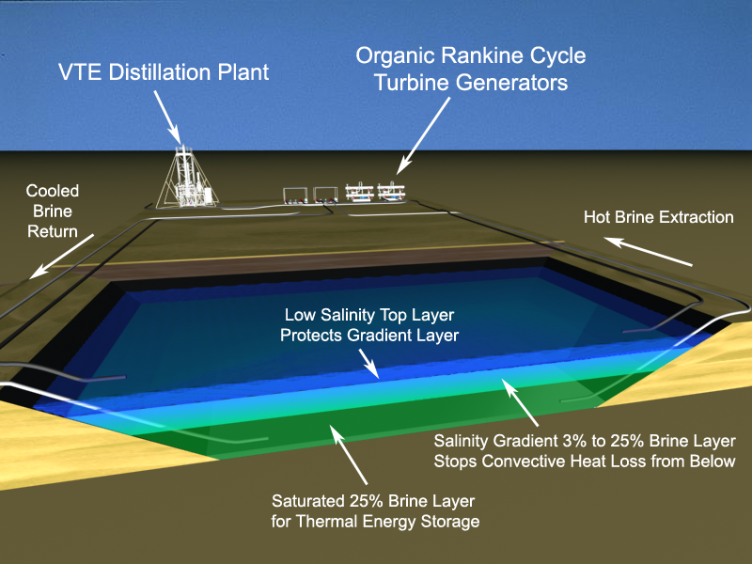 VTE Distillation Plant
Organic Rankine Cycle
Turbine Generators
Cooled
Brine
Return
Hot Brine Extraction
Low Salinity Top Layer
Protects Gradient Layer
Salinity Gradient 3% to 25% Brine Layer
Stops Convective Heat Loss from Below
Saturated 25% Brine Layer
for Thermal Energy Storage